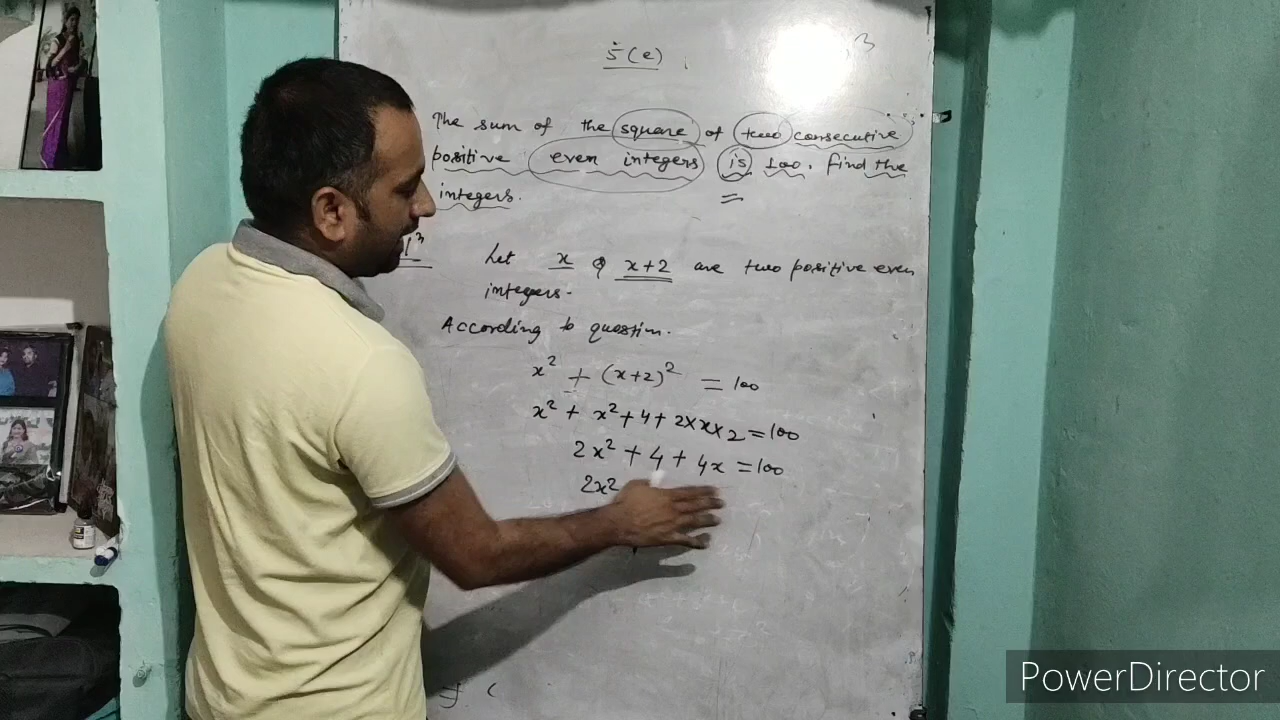 5(e)
The sum of the square of two consecutive
positive even integers is 100. Find the
integers.
Let x & x+2 are two positive even
integers.
According to question.
x² + (x+2)² = 100
x² + x² + 4 + 2×x×2 = 100
2x² + 4 + 4x = 100
2x²
PowerDirector